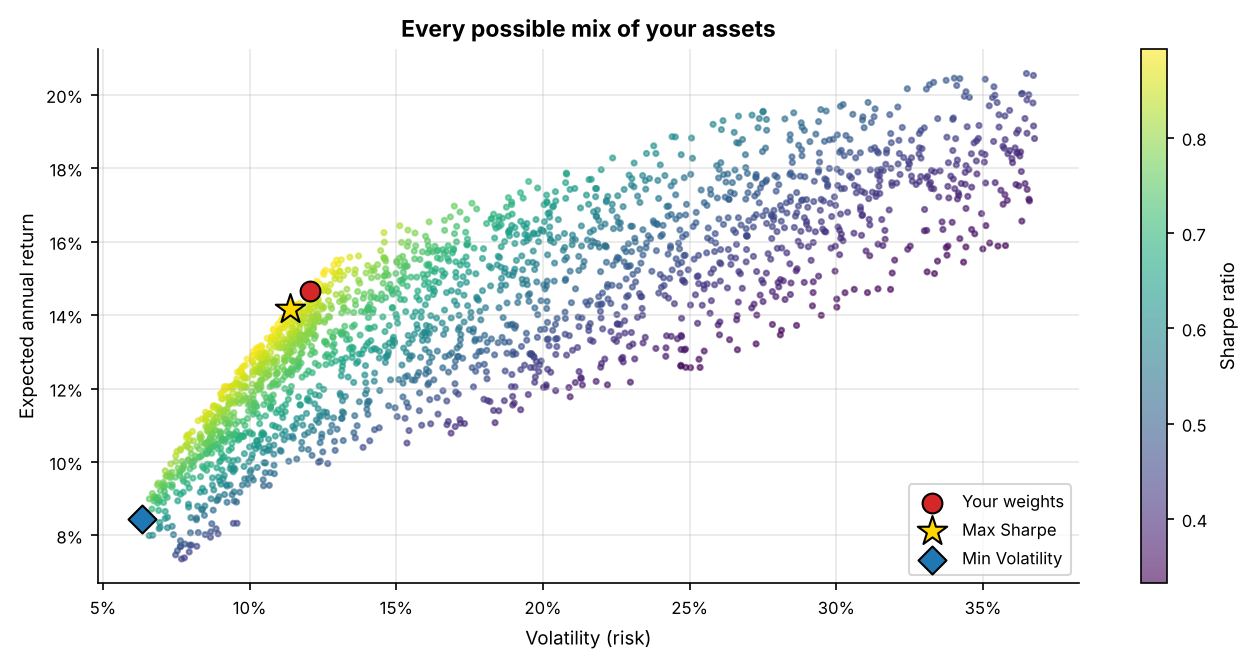 Every possible mix of your assets
Expected annual return
20%
18%
16%
14%
12%
10%
8%
5%
10%
15%
20%
25%
30%
35%
Volatility (risk)
Your weights
Max Sharpe
Min Volatility
0.8
0.7
0.6
0.5
0.4
Sharpe ratio